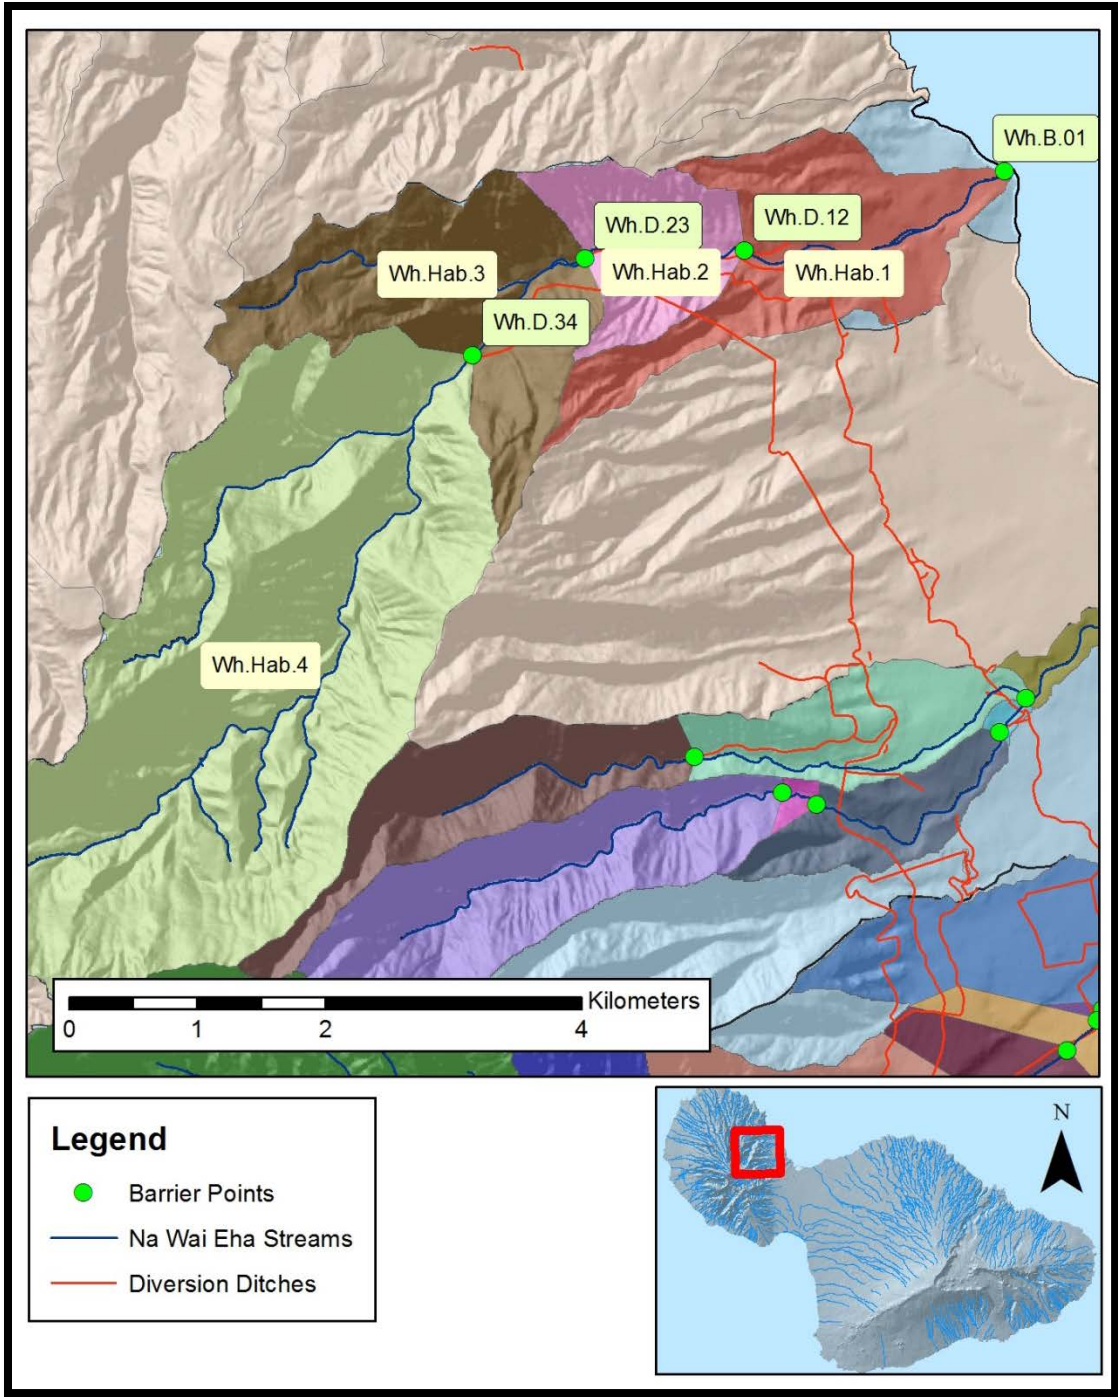 Wh.B.01
Wh.D.23
Wh.D.12
Wh.Hab.3
Wh.Hab.2
Wh.Hab.1
Wh.D.34
Wh.Hab.4
Kilometers
0 1 2 4
Legend
Barrier Points
Na Wai Eha Streams
Diversion Ditches
N